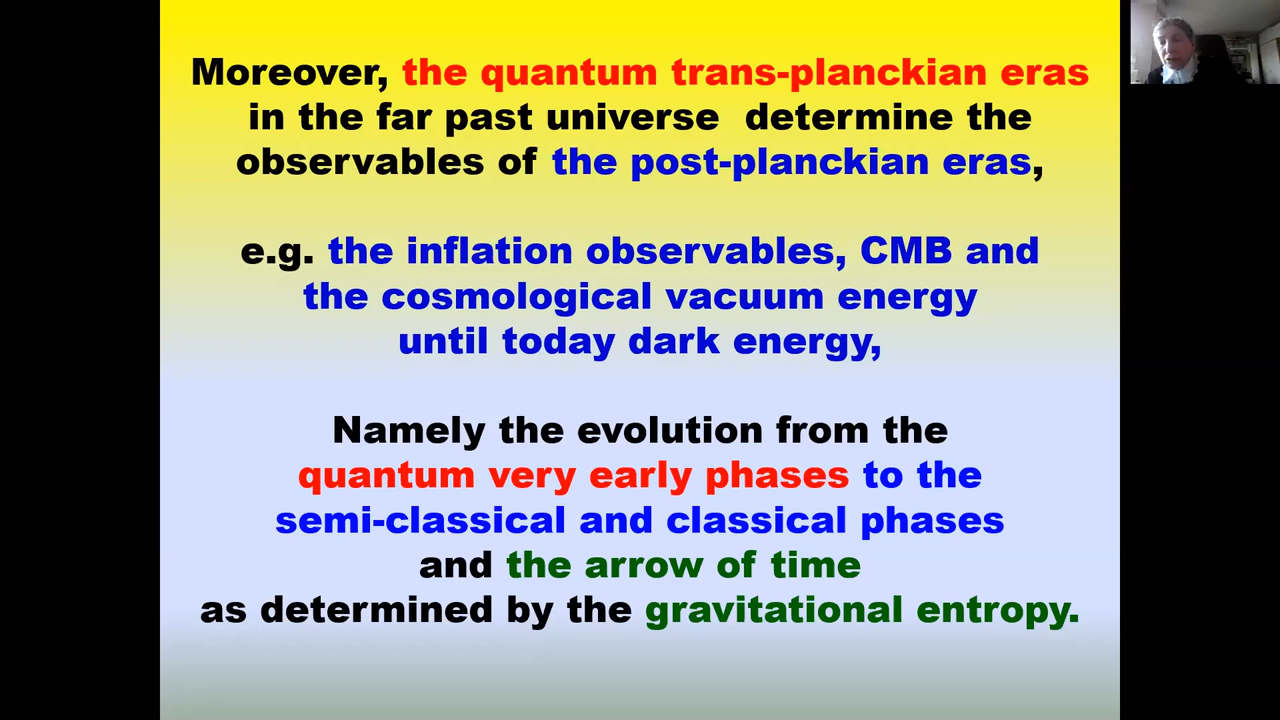 Moreover, the quantum trans-planckian eras
in the far past universe determine the
observables of the post-planckian eras,
e.g. the inflation observables, CMB and
the cosmological vacuum energy
until today dark energy,
Namely the evolution from the
quantum very early phases to the
semi-classical and classical phases
and the arrow of time
as determined by the gravitational entropy.